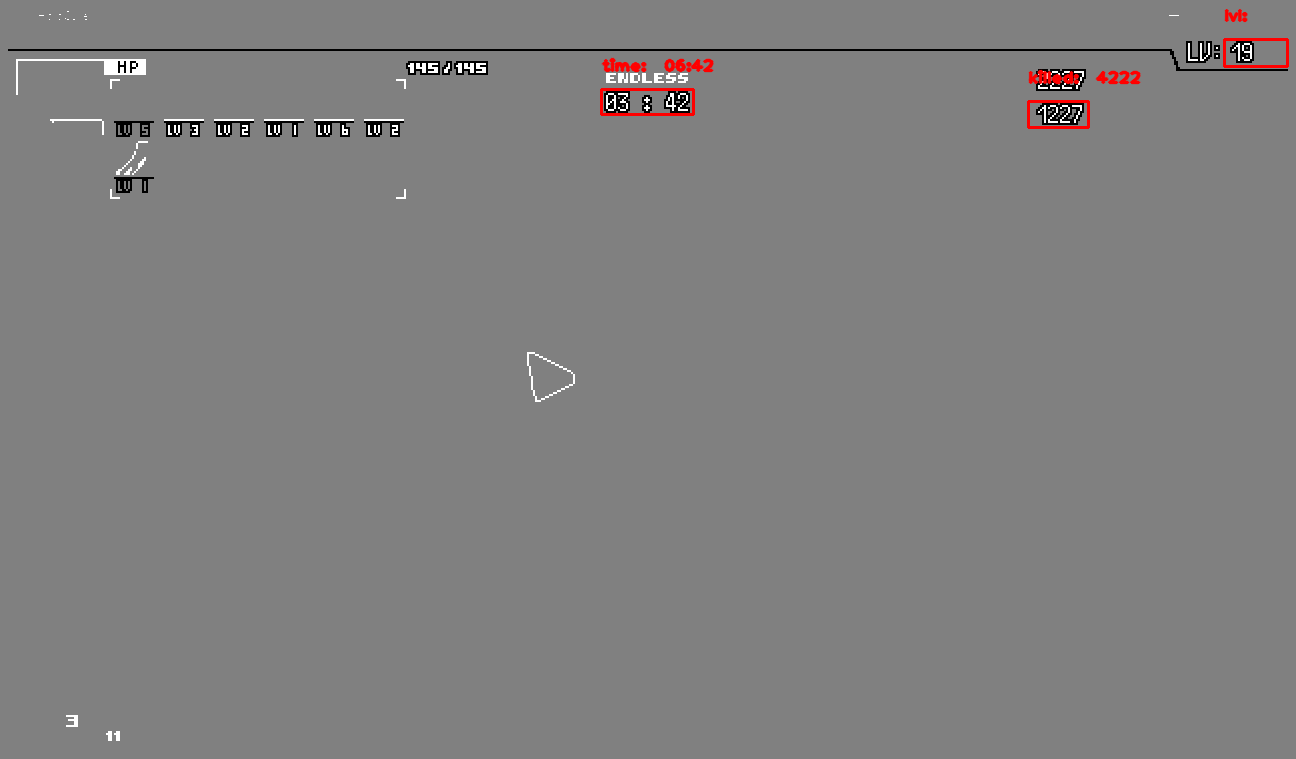 lvl:
LV: 19
HP 145/145 time: 06:42
ENDLESS
killed: 4222
03 : 42
1227
LV 5 LV 3 LV 2 LV 1 LV 6 LV 2
LV 1
3
11